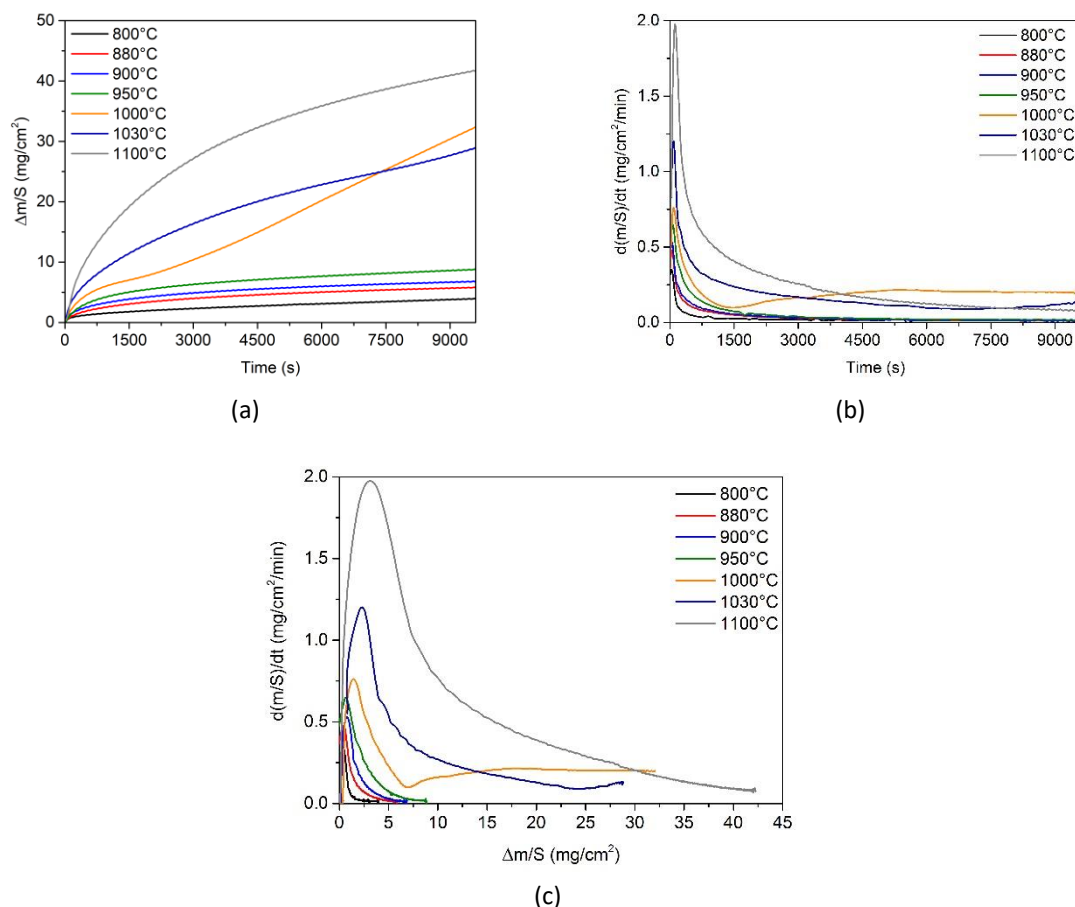 50
40
30
20
10
0
Δm/S (mg/cm²)
800°C
880°C
900°C
950°C
1000°C
1030°C
1100°C
0 1500 3000 4500 6000 7500 9000
Time (s)
(a)
2.0
1.5
1.0
0.5
0.0
d(m/S)/dt (mg/cm²/min)
800°C
880°C
900°C
950°C
1000°C
1030°C
1100°C
0 1500 3000 4500 6000 7500 9000
Time (s)
(b)
2.0
1.5
1.0
0.5
0.0
d(m/S)/dt (mg/cm²/min)
800°C
880°C
900°C
950°C
1000°C
1030°C
1100°C
0 5 10 15 20 25 30 35 40 45
Δm/S (mg/cm²)
(c)